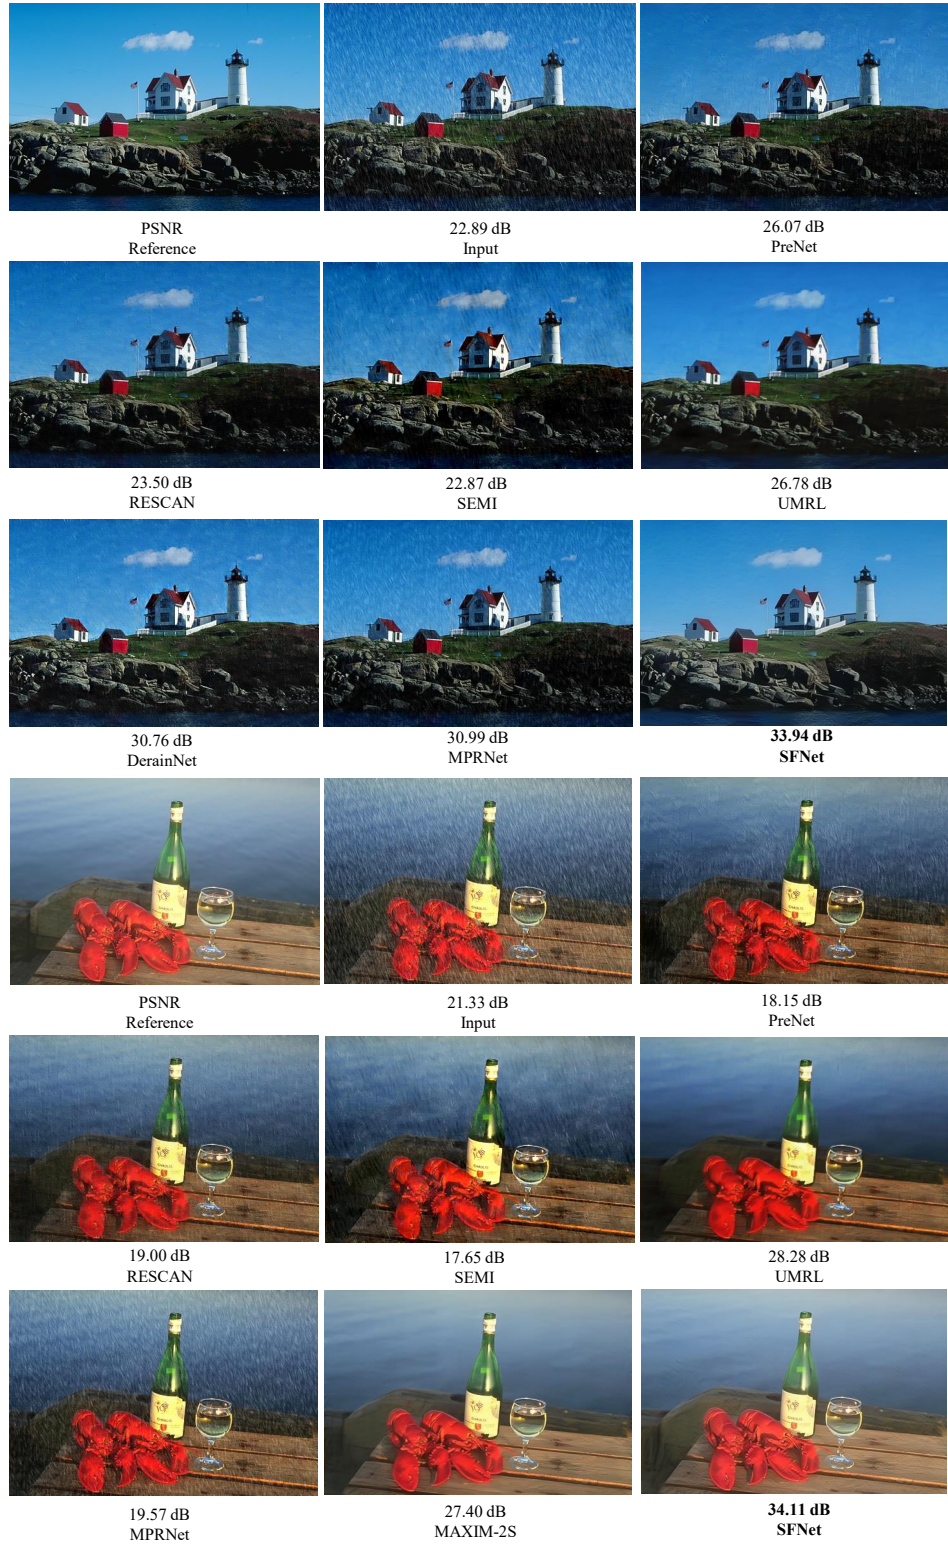 PSNR
Reference
22.89 dB
Input
26.07 dB
PreNet
23.50 dB
RESCAN
22.87 dB
SEMI
26.78 dB
UMRL
30.76 dB
DerainNet
30.99 dB
MPRNet
33.94 dB
SFNet
PSNR
Reference
21.33 dB
Input
18.15 dB
PreNet
19.00 dB
RESCAN
17.65 dB
SEMI
28.28 dB
UMRL
19.57 dB
MPRNet
27.40 dB
MAXIM-2S
34.11 dB
SFNet